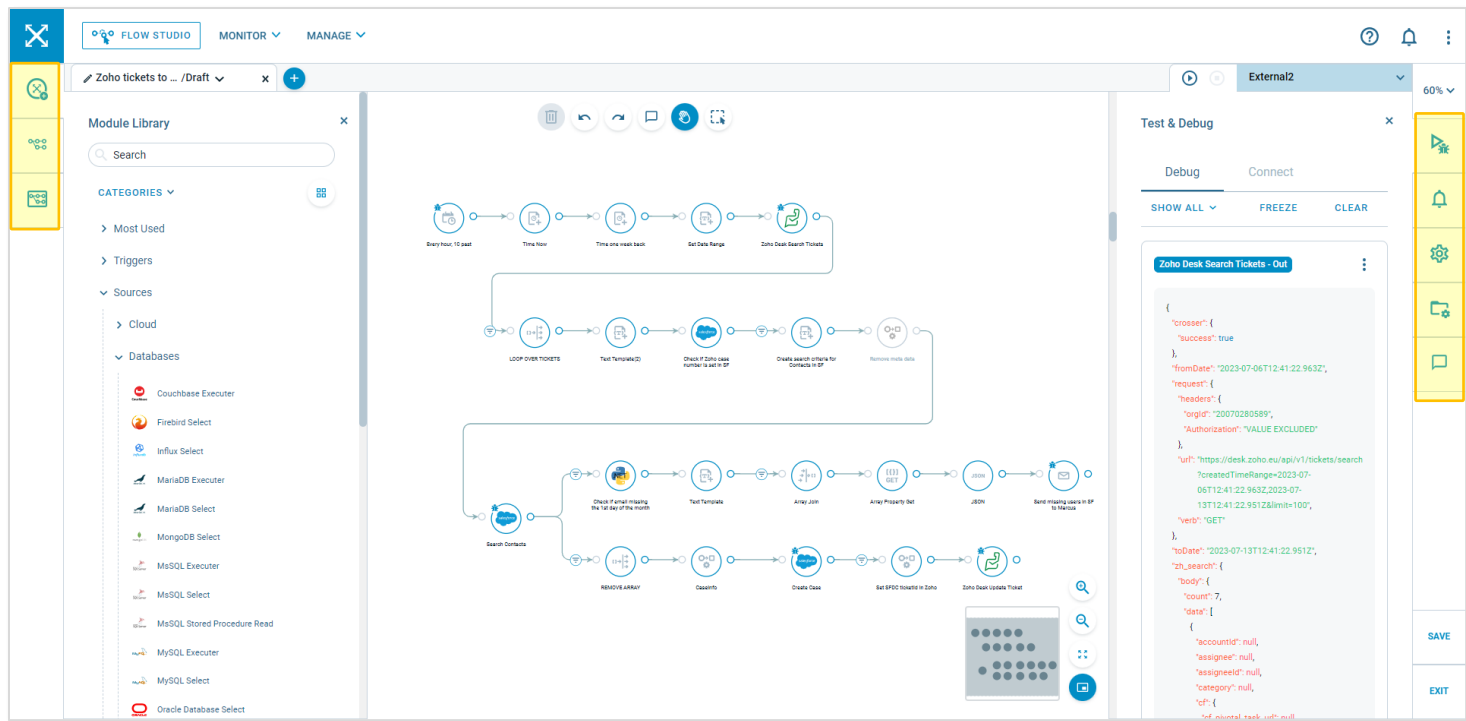 FLOW STUDIO MONITOR MANAGE
Zoho tickets to ... /Draft
External2
60%
Module Library
Search
CATEGORIES
Most Used
Triggers
Sources
Cloud
Databases
Couchbase Executer
Firebird Select
Influx Select
MariaDB Executer
MariaDB Select
MongoDB Select
MsSQL Executer
MsSQL Select
MsSQL Stored Procedure Read
MySQL Executer
MySQL Select
Oracle Database Select
Every hour, 10 past
Time Now
Time one week back
Set Date Range
Zoho Desk Search Tickets
LOOP OVER TICKETS
Text Template(2)
Check if Zoho case
number is set in SF
Create search criteria for
Contacts in SF
Remove meta data
Search Contacts
Check if email missing
the 1st day of the month
Text Template
Array Join
{()}
GET
Array Property Get
JSON
JSON
Send missing users in SF
to Marcus
REMOVE ARRAY
CaseInfo
Create Case
Set SFDC ticketId in Zoho
Zoho Desk Update Ticket
Test & Debug
Debug Connect
SHOW ALL FREEZE CLEAR
Zoho Desk Search Tickets - Out
{
"crosser": {
"success": true
},
"fromDate": "2023-07-06T12:41:22.963Z",
"request": {
"headers": {
"orgId": "20070280589",
"Authorization": "VALUE EXCLUDED"
},
"url": "https://desk.zoho.eu/api/v1/tickets/search
?createdTimeRange=2023-07-
06T12:41:22.963Z,2023-07-
13T12:41:22.951Z&limit=100",
"verb": "GET"
},
"toDate": "2023-07-13T12:41:22.951Z",
"zh_search": {
"body": {
"count": 7,
"data": [
{
"accountId": null,
"assignee": null,
"assigneeId": null,
"category": null,
"cf": {
"cf_pivotal_task_url": null
SAVE
EXIT